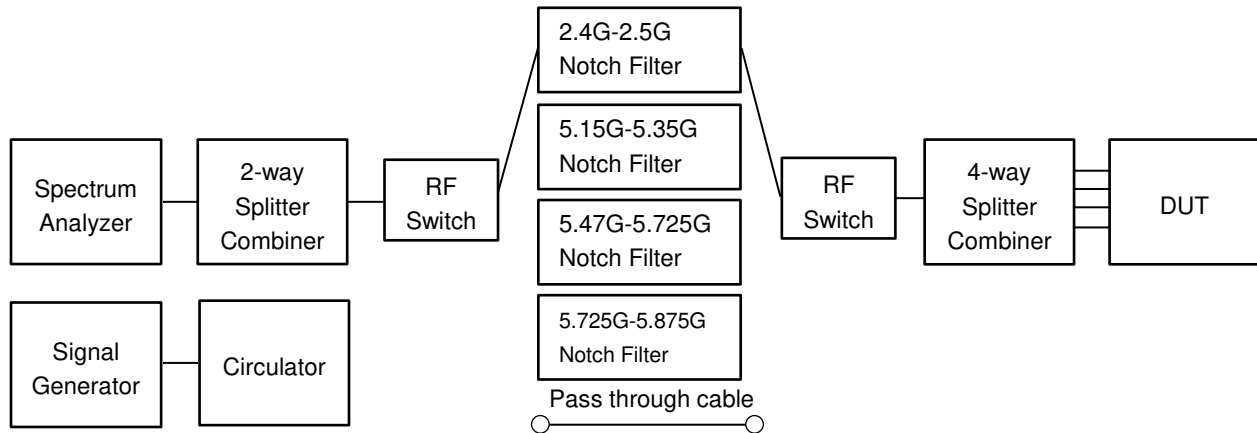 2.4G-2.5G
Notch Filter
5.15G-5.35G
Notch Filter
Spectrum
Analyzer
2-way
Splitter
Combiner
RF
Switch
RF
Switch
4-way
Splitter
Combiner
DUT
5.47G-5.725G
Notch Filter
Signal
Generator
Circulator
5.725G-5.875G
Notch Filter
Pass through cable